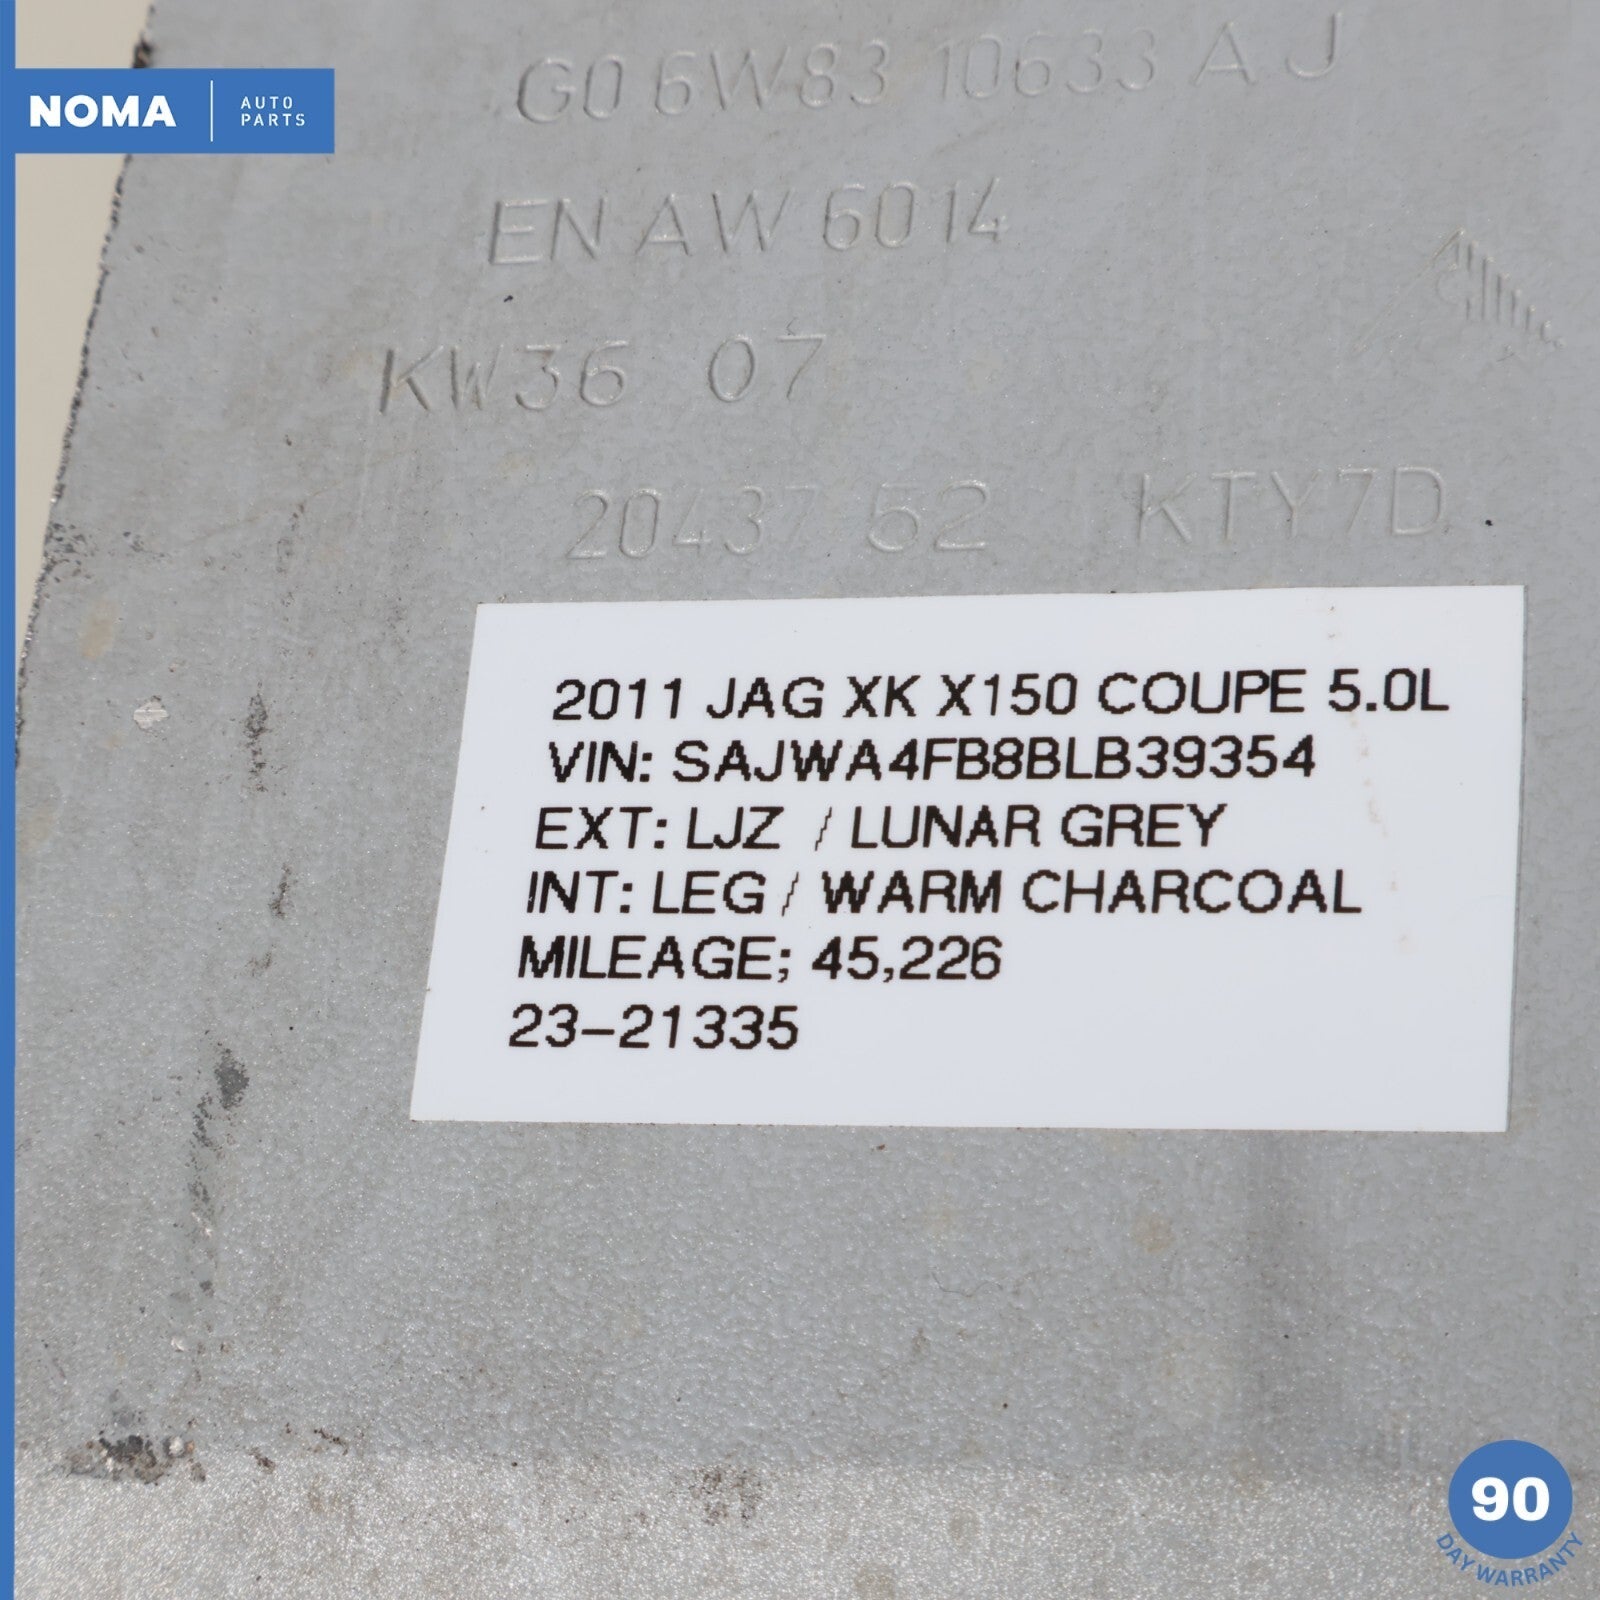 NOMA
AUTO
PARTS
G0 6W83 10633 A J
EN AW 6014
KW36 07
20437 52 KTY7D
2011 JAG XK X150 COUPE 5.0L
VIN: SAJWA4FB8BLB39354
EXT: LJZ / LUNAR GREY
INT: LEG / WARM CHARCOAL
MILEAGE; 45,226
23-21335
90
DAY WARRANTY